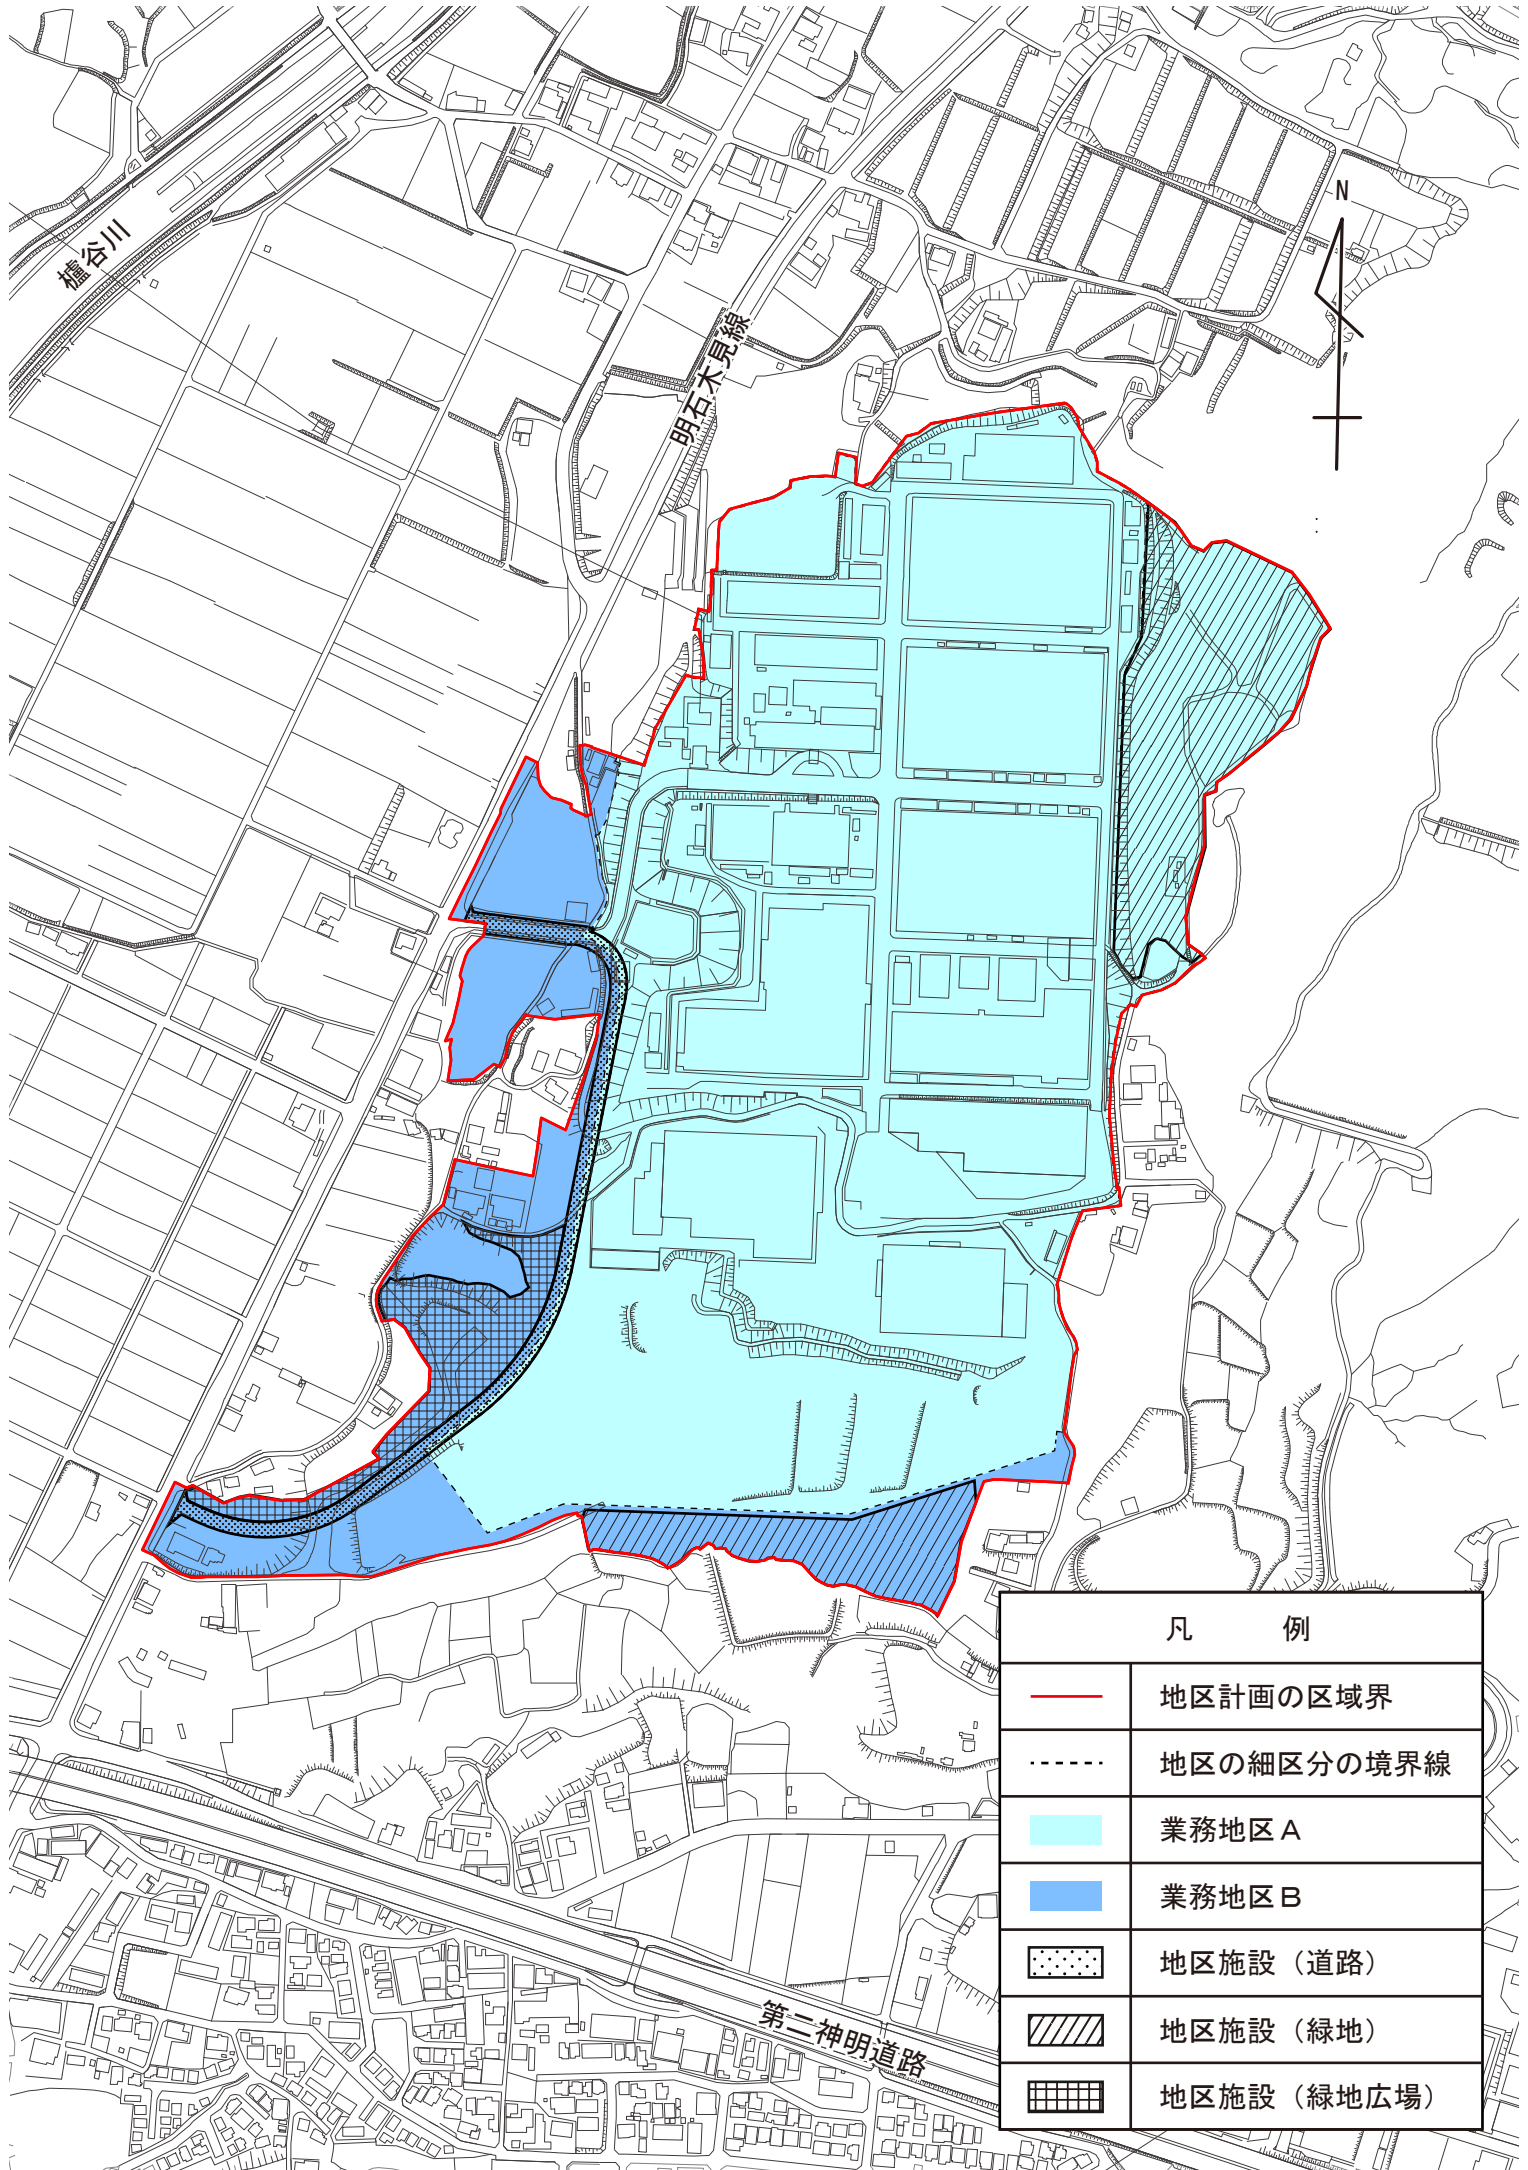 N
櫨谷川
明石木見線
凡　例
地区計画の区域界
地区の細区分の境界線
業務地区A
業務地区B
地区施設（道路）
地区施設（緑地）
地区施設（緑地広場）
第二神明道路